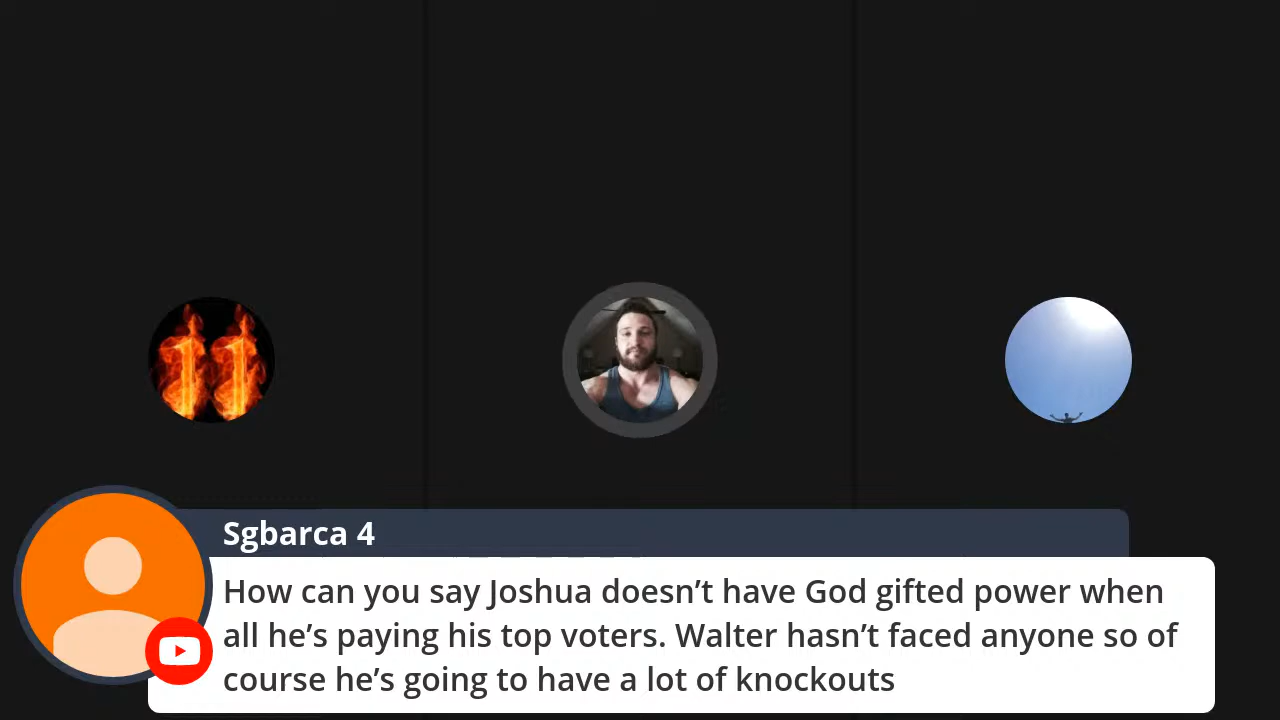 Sgbarca 4
How can you say Joshua doesn’t have God gifted power when
all he’s paying his top voters. Walter hasn’t faced anyone so of
course he’s going to have a lot of knockouts